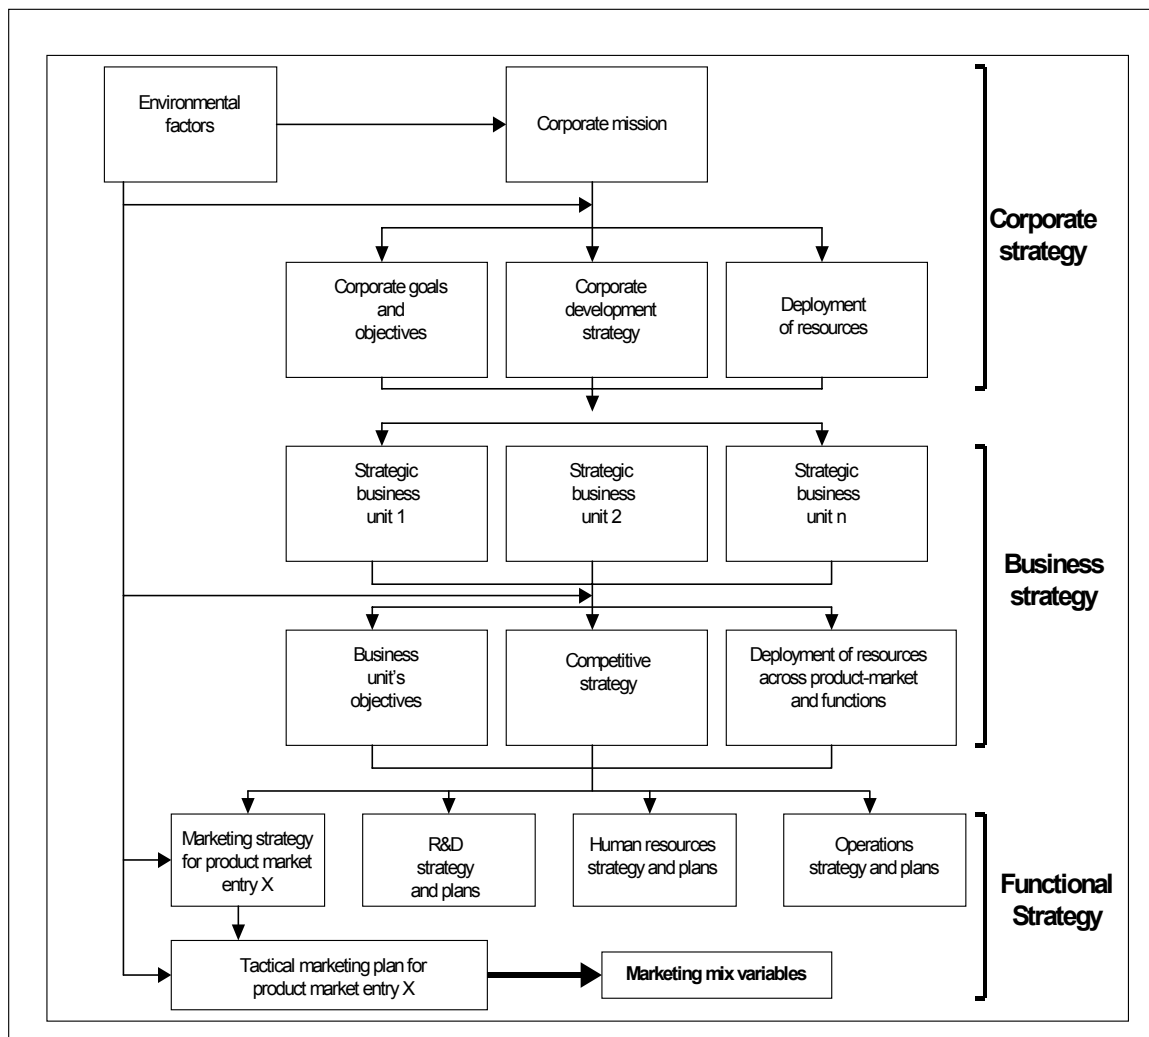 Environmental
factors
Corporate mission
Corporate
strategy
Corporate goals
and
objectives
Corporate
development
strategy
Deployment
of resources
Strategic
business
unit 1
Strategic
business
unit 2
Strategic
business
unit n
Business
strategy
Business
unit's
objectives
Competitive
strategy
Deployment of resources
across product-market
and functions
Marketing strategy
for product market
entry X
R&D
strategy
and plans
Human resources
strategy and plans
Operations
strategy and plans
Functional
Strategy
Tactical marketing plan for
product market entry X
Marketing mix variables